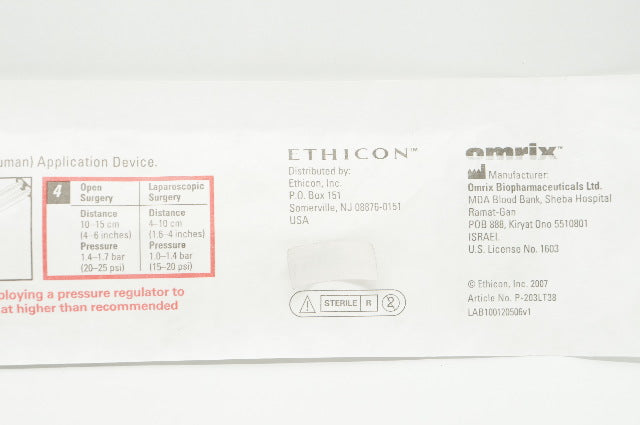 uman) Application Device.
4
Open Surgery
Laparoscopic Surgery
Distance
10–15 cm
(4–6 inches)
Pressure
1.4–1.7 bar
(20–25 psi)
Distance
4–10 cm
(1.6–4 inches)
Pressure
1.0–1.4 bar
(15–20 psi)
ploying a pressure regulator to
at higher than recommended
ETHICON™
Distributed by:
Ethicon, Inc.
P.O. Box 151
Somerville, NJ 08876-0151
USA
STERILE R
2
omrix™
Manufacturer:
Omrix Biopharmaceuticals Ltd.
MDA Blood Bank, Sheba Hospital
Ramat-Gan
POB 888, Kiryat Ono 5510801
ISRAEL
U.S. License No. 1603
© Ethicon, Inc. 2007
Article No. P-203LT38
LAB100120506v1